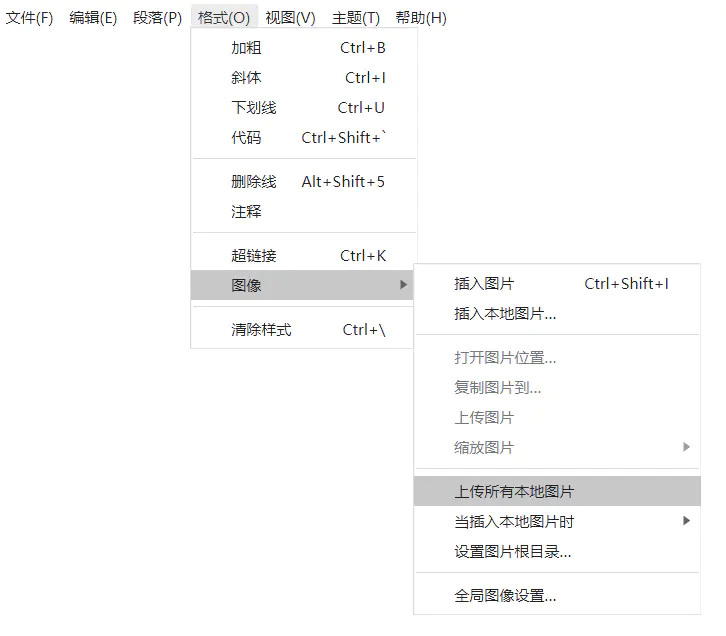 文件(F) 编辑(E) 段落(P) 格式(O) 视图(V) 主题(T) 帮助(H)
加粗 Ctrl+B
斜体 Ctrl+I
下划线 Ctrl+U
代码 Ctrl+Shift+`
删除线 Alt+Shift+5
注释
超链接 Ctrl+K
图像
清除样式 Ctrl+\
插入图片 Ctrl+Shift+I
插入本地图片...
打开图片位置...
复制图片到...
上传图片
缩放图片
上传所有本地图片
当插入本地图片时
设置图片根目录...
全局图像设置...